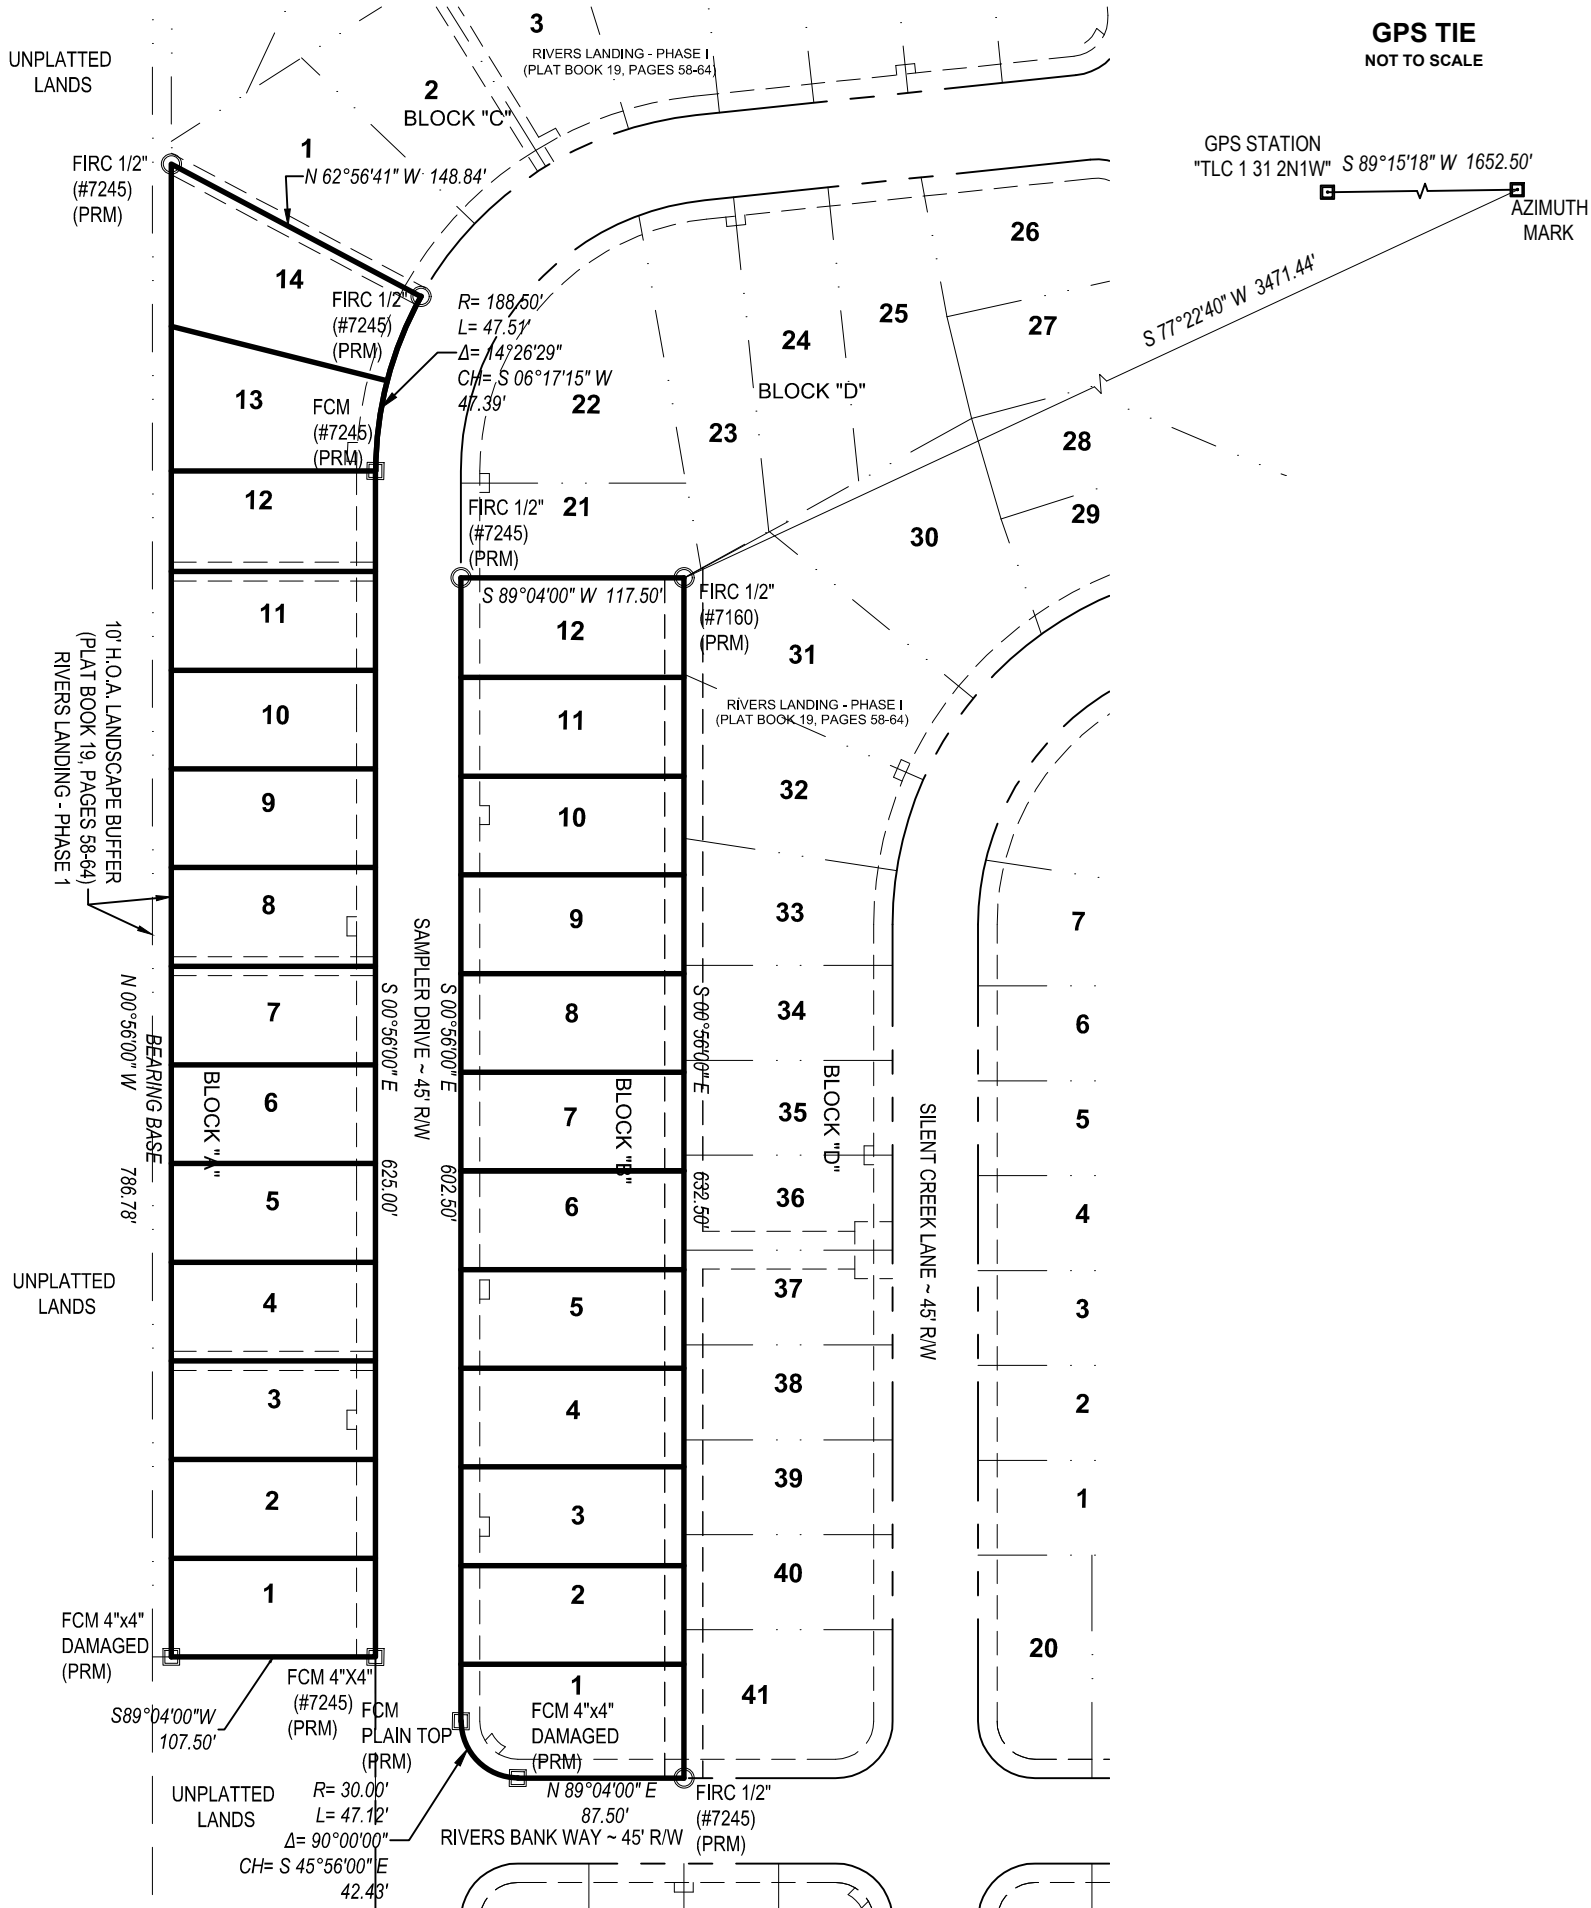 GPS TIE
NOT TO SCALE
UNPLATTED
LANDS
3
RIVERS LANDING - PHASE I
(PLAT BOOK 19, PAGES 58-64)
2
BLOCK "C"
1
N 62°56'41" W 148.84'
FIRC 1/2"
(#7245)
(PRM)
GPS STATION
"TLC 1 31 2N1W"
S 89°15'18" W 1652.50'
AZIMUTH
MARK
S 77°22'40" W 3471.44'
14
FIRC 1/2"
(#7245)
(PRM)
R= 188.50'
L= 47.51'
Δ= 14°26'29"
CH= S 06°17'15" W
47.39'
13
FCM
(#7245)
(PRM)
26
25
27
24
BLOCK "D"
22
23
28
29
30
21
12
FIRC 1/2"
(#7245)
(PRM)
S 89°04'00" W 117.50'
FIRC 1/2"
(#7160)
(PRM)
12
31
RIVERS LANDING - PHASE I
(PLAT BOOK 19, PAGES 58-64)
11
10
9
8
7
6
5
4
3
2
1
10' H.O.A. LANDSCAPE BUFFER
(PLAT BOOK 19, PAGES 58-64)
RIVERS LANDING - PHASE 1
N 00°56'00" W
786.78'
BEARING BASE
BLOCK "A"
S 00°56'00" E
625.00'
SAMPLER DRIVE ~ 45' R/W
S 00°56'00" E
602.50'
11
10
9
8
7
6
5
4
3
2
1
BLOCK "B"
S 00°56'00" E
632.50'
32
33
34
35
36
37
38
39
40
41
BLOCK "D"
SILENT CREEK LANE ~ 45' R/W
7
6
5
4
3
2
1
20
UNPLATTED
LANDS
FCM 4"x4"
DAMAGED
(PRM)
S89°04'00"W
107.50'
FCM 4"X4"
(#7245)
(PRM)
FCM
PLAIN TOP
(PRM)
FCM 4"x4"
DAMAGED
(PRM)
N 89°04'00" E
87.50'
FIRC 1/2"
(#7245)
(PRM)
UNPLATTED
LANDS
R= 30.00'
L= 47.12'
Δ= 90°00'00"
CH= S 45°56'00" E
42.43'
RIVERS BANK WAY ~ 45' R/W